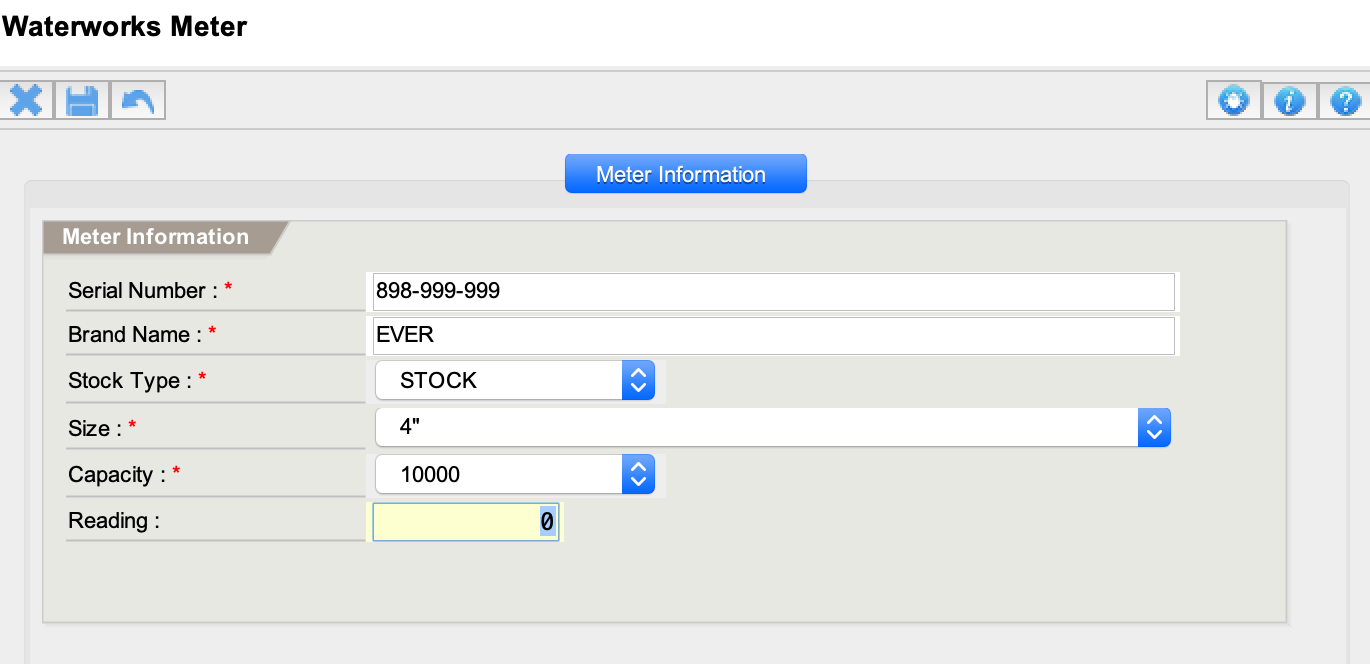 Waterworks Meter
Meter Information
Meter Information
Serial Number : * 898-999-999
Brand Name : * EVER
Stock Type : * STOCK
Size : * 4"
Capacity : * 10000
Reading : 0